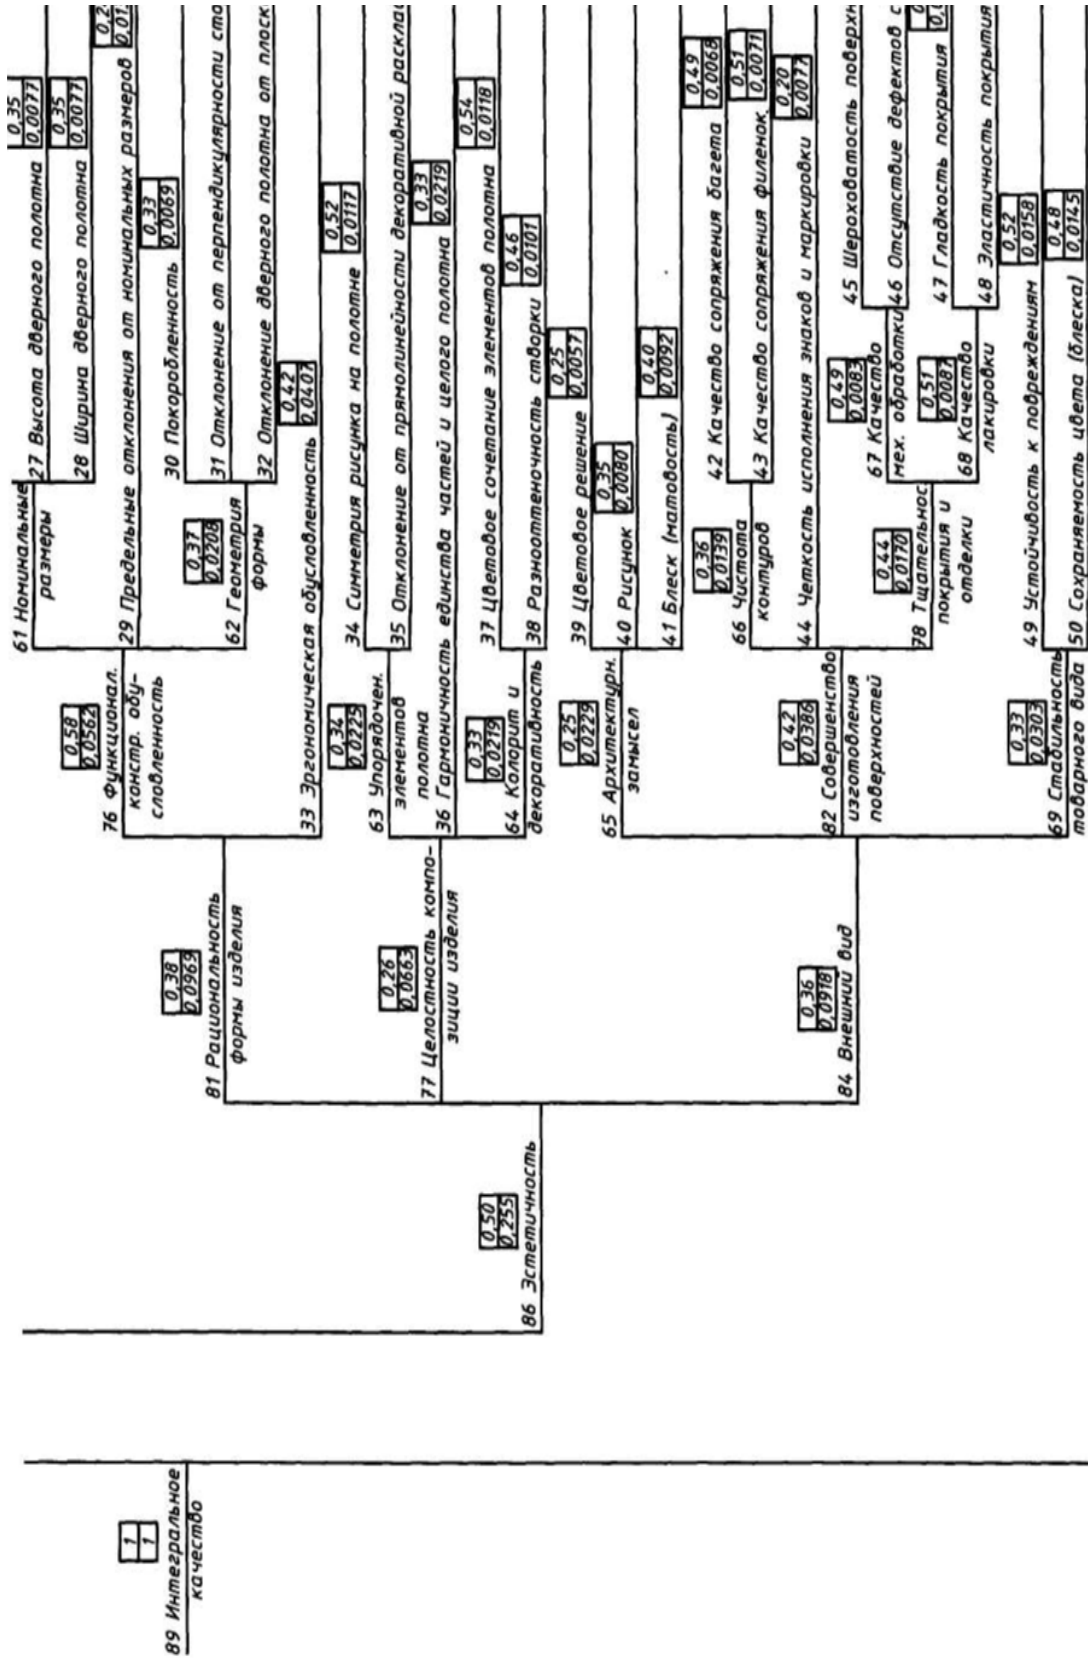 89 Интегральное
качество
1
1
86 Эстетичность
0,50
0,255
81 Рациональность
формы изделия
0,38
0,0969
77 Целостность компо-
зиции изделия
0,26
0,0663
84 Внешний вид
0,36
0,0918
76 Функционал.
констр. обу-
словленность
0,58
0,0562
33 Эргономическая обусловленность
0,42
0,0407
63 Упорядочен.
элементов
полотна
0,34
0,0225
36 Гармоничность единства частей и целого полотна
0,33
0,0219
64 Колорит и
декоративность
0,33
0,0219
65 Архитектурн.
замысел
0,25
0,0229
82 Совершенство
изготовления
поверхностей
0,42
0,0386
69 Стабильность
товарного вида
0,33
0,0303
61 Номинальные
размеры
29 Предельные отклонения от номинальных размеров
62 Геометрия
формы
0,37
0,0208
34 Симметрия рисунка на полотне
0,52
0,0117
35 Отклонение от прямолинейности декоративной расклад
37 Цветовое сочетание элементов полотна
0,54
0,0118
38 Разнооттеночность створки
0,46
0,0101
39 Цветовое решение
0,25
0,0057
40 Рисунок
0,35
0,0080
41 Блеск (матовость)
0,40
0,0092
66 Чистота
контуров
0,36
0,0139
44 Четкость исполнения знаков и маркировки
0,20
0,0077
78 Тщательнос
покрытия и
отделки
0,44
0,0170
49 Устойчивость к повреждениям
0,52
0,0158
50 Сохраняемость цвета (блеска)
0,48
0,0145
27 Высота дверного полотна
0,35
0,0077
28 Ширина дверного полотна
0,35
0,0077
30 Покоробленность
0,33
0,0069
31 Отклонение от перпендикулярности сто
32 Отклонение дверного полотна от плоск
42 Качество сопряжения багета
0,49
0,0068
43 Качество сопряжения филенок.
0,51
0,0071
67 Качество
мех. обработки
0,49
0,0083
68 Качество
лакировки
0,51
0,0087
45 Шероховатость поверхн
46 Отсутствие дефектов с
47 Гладкость покрытия
48 Эластичность покрытия